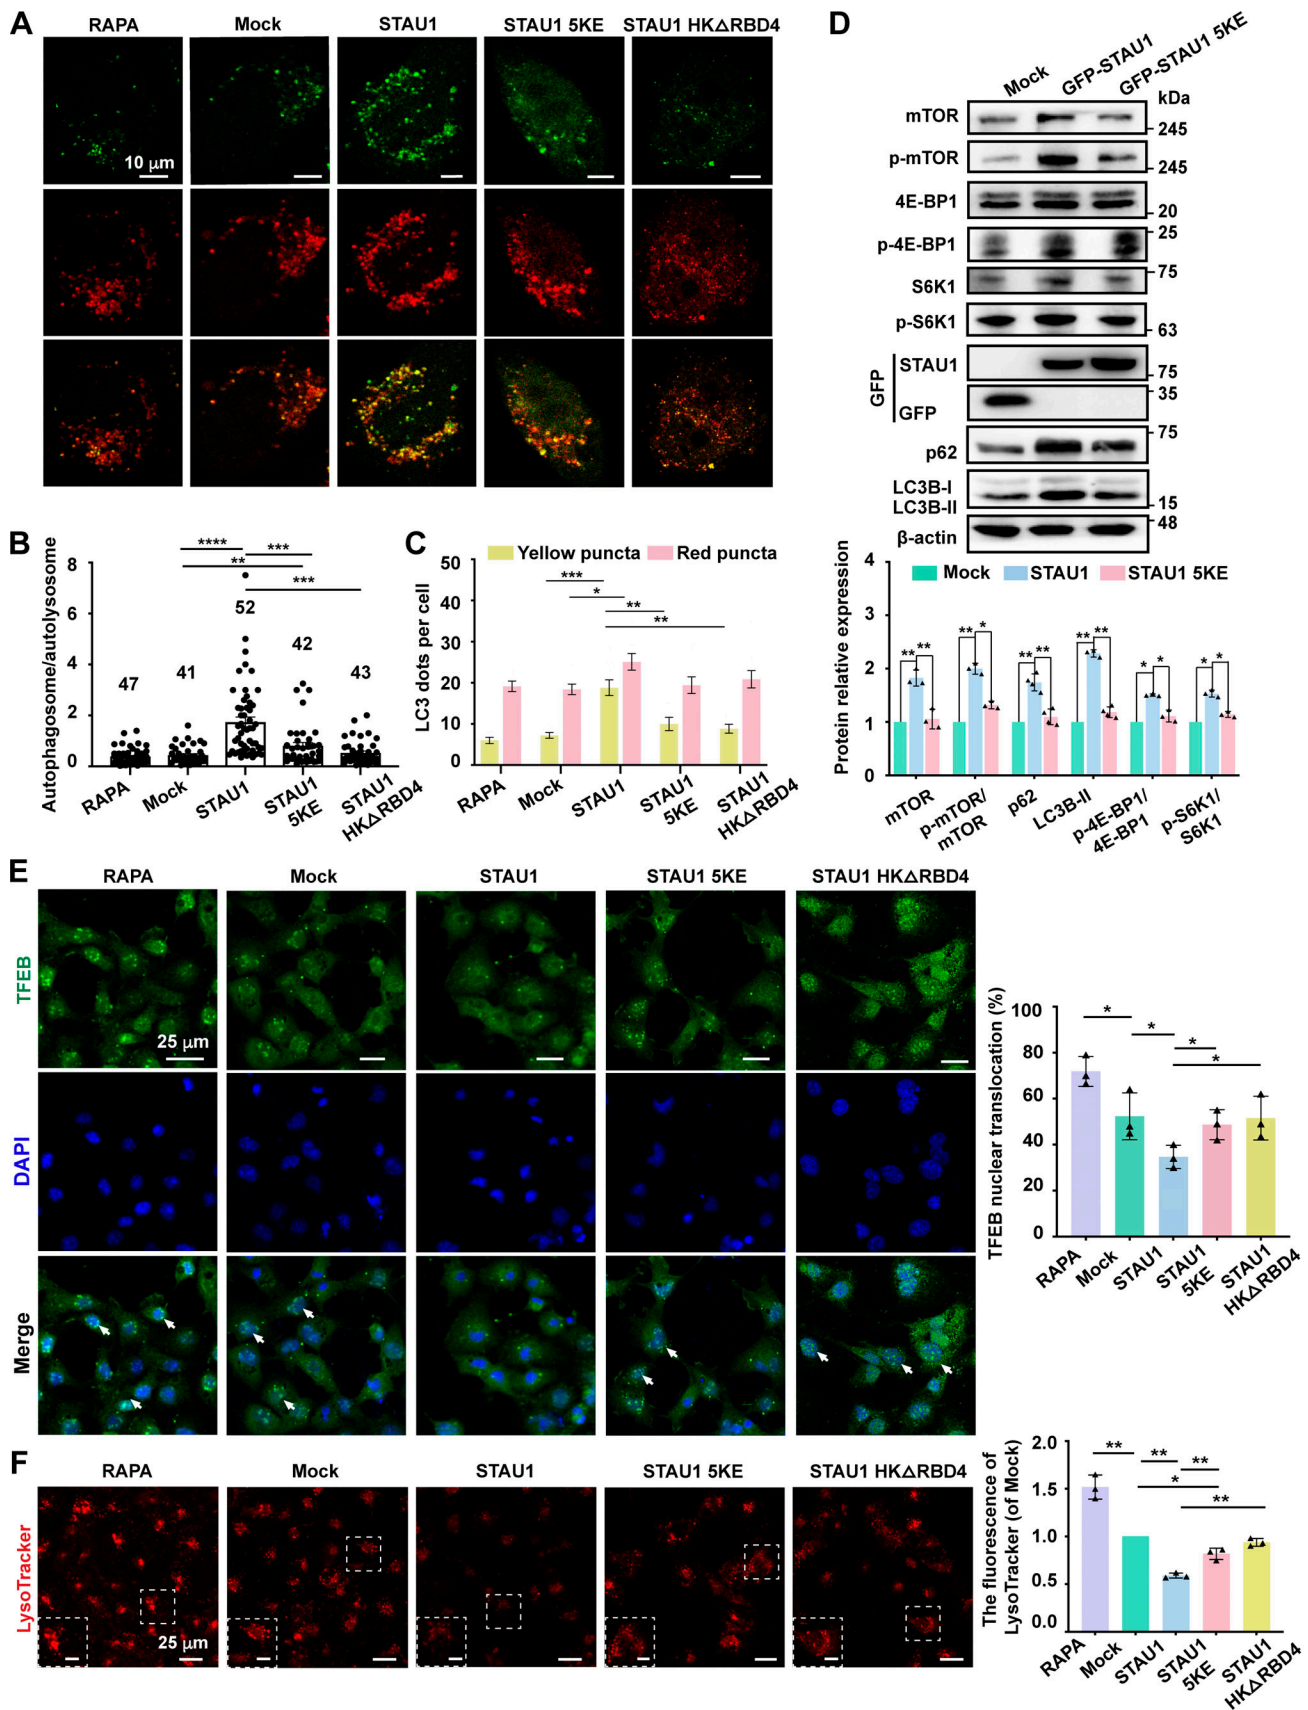 A
RAPA
Mock
STAU1
STAU1 5KE
STAU1 HK△RBD4
10 μm
D
Mock
GFP-STAU1
GFP-STAU1 5KE
kDa
mTOR
245
p-mTOR
245
4E-BP1
20
p-4E-BP1
25
S6K1
75
p-S6K1
63
GFP
STAU1
75
GFP
35
p62
75
LC3B-I
LC3B-II
15
β-actin
48
B
Autophagosome/autolysosome
8
6
4
2
0
****
***
**
***
47
41
52
42
43
RAPA
Mock
STAU1
STAU1
5KE
STAU1
HK△RBD4
C
Yellow puncta
Red puncta
LC3 dots per cell
50
40
30
20
10
0
***
*
**
**
RAPA
Mock
STAU1
STAU1
5KE
STAU1
HK△RBD4
Mock
STAU1
STAU1 5KE
Protein relative expression
4
3
2
1
0
** **
** *
** **
** **
* *
* *
mTOR
p-mTOR/
mTOR
p62
LC3B-II
p-4E-BP1/
4E-BP1
p-S6K1/
S6K1
E
RAPA
Mock
STAU1
STAU1 5KE
STAU1 HK△RBD4
TFEB
25 μm
DAPI
Merge
TFEB nuclear translocation (%)
100
80
60
40
20
0
*
*
*
*
RAPA
Mock
STAU1
STAU1
5KE
STAU1
HK△RBD4
F
RAPA
Mock
STAU1
STAU1 5KE
STAU1 HK△RBD4
LysoTracker
25 μm
The fluorescence of
LysoTracker (of Mock)
2.0
1.5
1.0
0.5
0.0
**
**
**
*
**
RAPA
Mock
STAU1
STAU1
5KE
STAU1
HK△RBD4